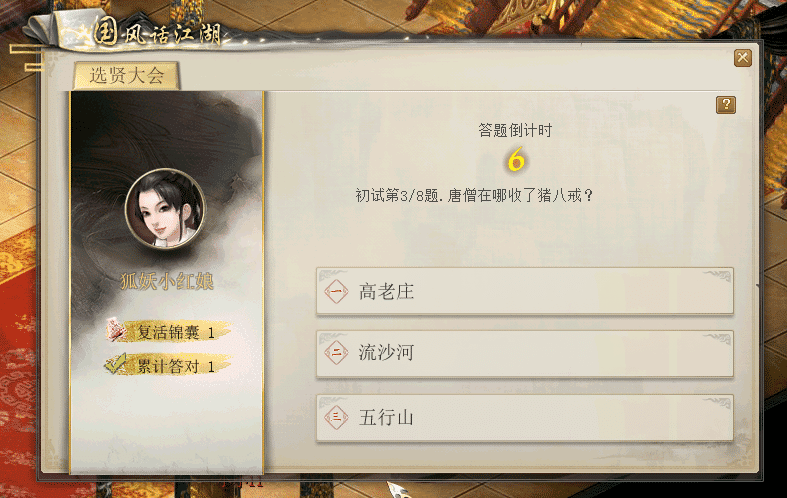 国风话江湖
选贤大会
答题倒计时
6
初试第3/8题.唐僧在哪收了猪八戒?
狐妖小红娘
复活锦囊 1
累计答对 1
一 高老庄
二 流沙河
三 五行山
?